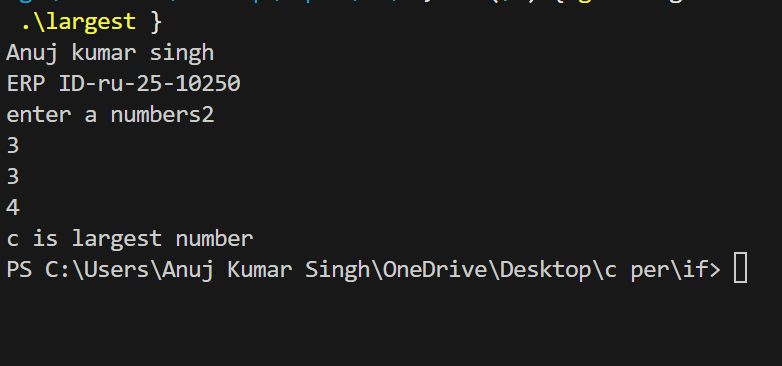 .\largest }
Anuj kumar singh
ERP ID-ru-25-10250
enter a numbers2
3
3
4
c is largest number
PS C:\Users\Anuj Kumar Singh\OneDrive\Desktop\c per\if>